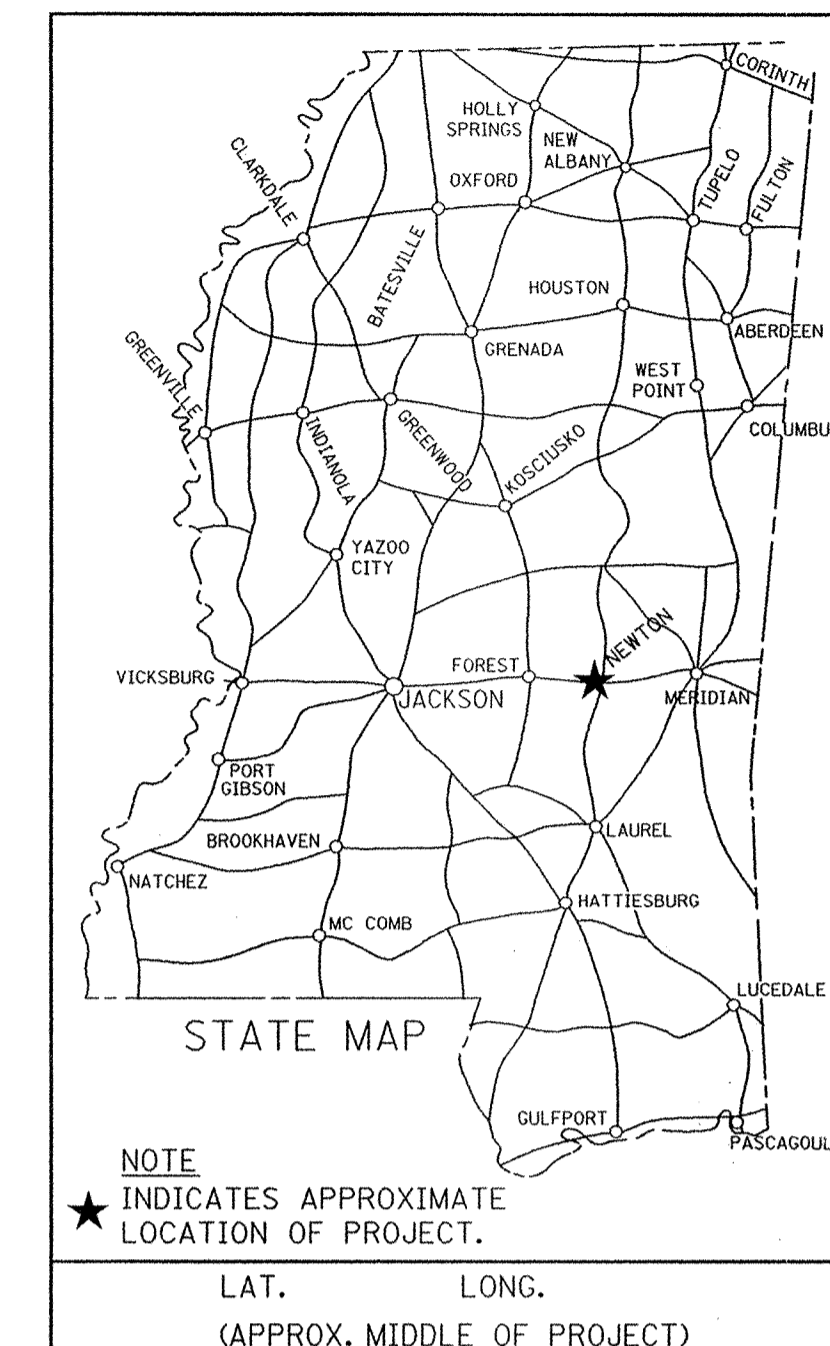 CORINTH
HOLLY
SPRINGS
NEW
ALBANY
CLARKDALE
OXFORD
TUPELO
FULTON
BATESVILLE
HOUSTON
ABERDEEN
GRENADA
GREENVILLE
WEST
POINT
COLUMBU
INDIANOLA
GREENWOOD
KOSCIUSKO
YAZOO
CITY
NEWTON
FOREST
VICKSBURG
JACKSON
MERIDIAN
PORT
GIBSON
BROOKHAVEN
LAUREL
NATCHEZ
HATTIESBURG
MC COMB
LUCEDALE
STATE MAP
GULFPORT
PASCAGOUL
NOTE
INDICATES APPROXIMATE
LOCATION OF PROJECT.
LAT. LONG.
(APPROX. MIDDLE OF PROJECT)